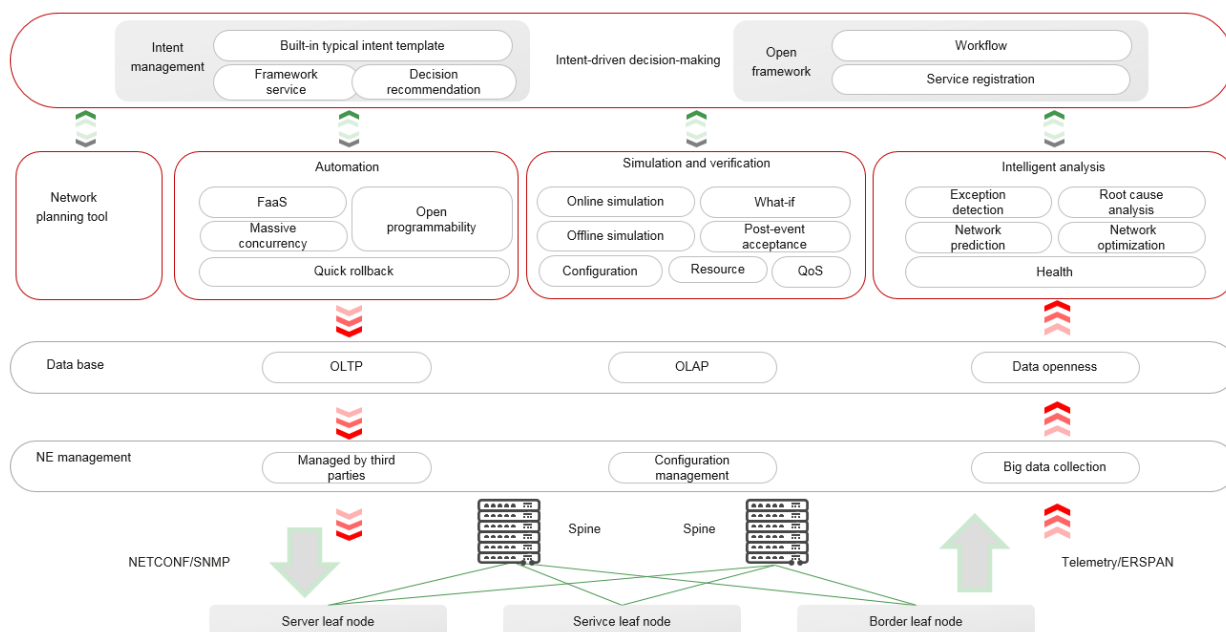 Intent
management
Built-in typical intent template
Framework
service
Decision
recommendation
Intent-driven decision-making
Open
framework
Workflow
Service registration
Network
planning tool
Automation
FaaS
Massive
concurrency
Open
programmability
Quick rollback
Simulation and verification
Online simulation
What-if
Offline simulation
Post-event
acceptance
Configuration
Resource
QoS
Intelligent analysis
Exception
detection
Root cause
analysis
Network
prediction
Network
optimization
Health
Data base
OLTP
OLAP
Data openness
NE management
Managed by third
parties
Configuration
management
Big data collection
Spine
Spine
NETCONF/SNMP
Telemetry/ERSPAN
Server leaf node
Serivce leaf node
Border leaf node